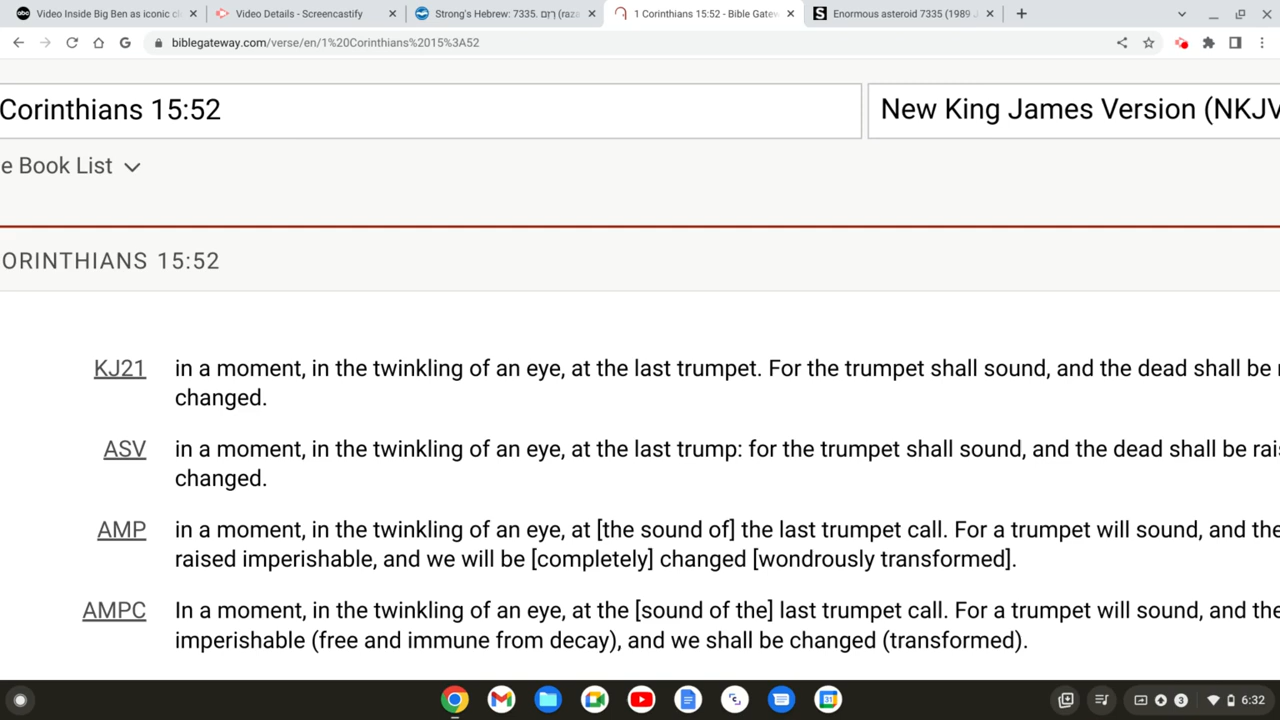 Video Inside Big Ben as iconic cl
Video Details - Screencastify
Strong's Hebrew: 7335. רָזַם (raza
1 Corinthians 15:52 - Bible Gatew
Enormous asteroid 7335 (1989 J
biblegateway.com/verse/en/1%20Corinthians%2015%3A52
Corinthians 15:52
New King James Version (NKJV
e Book List
ORINTHIANS 15:52
KJ21 in a moment, in the twinkling of an eye, at the last trumpet. For the trumpet shall sound, and the dead shall be
changed.
ASV in a moment, in the twinkling of an eye, at the last trump: for the trumpet shall sound, and the dead shall be rai
changed.
AMP in a moment, in the twinkling of an eye, at [the sound of] the last trumpet call. For a trumpet will sound, and the
raised imperishable, and we will be [completely] changed [wondrously transformed].
AMPC In a moment, in the twinkling of an eye, at the [sound of the] last trumpet call. For a trumpet will sound, and the
imperishable (free and immune from decay), and we shall be changed (transformed).
3 6:32